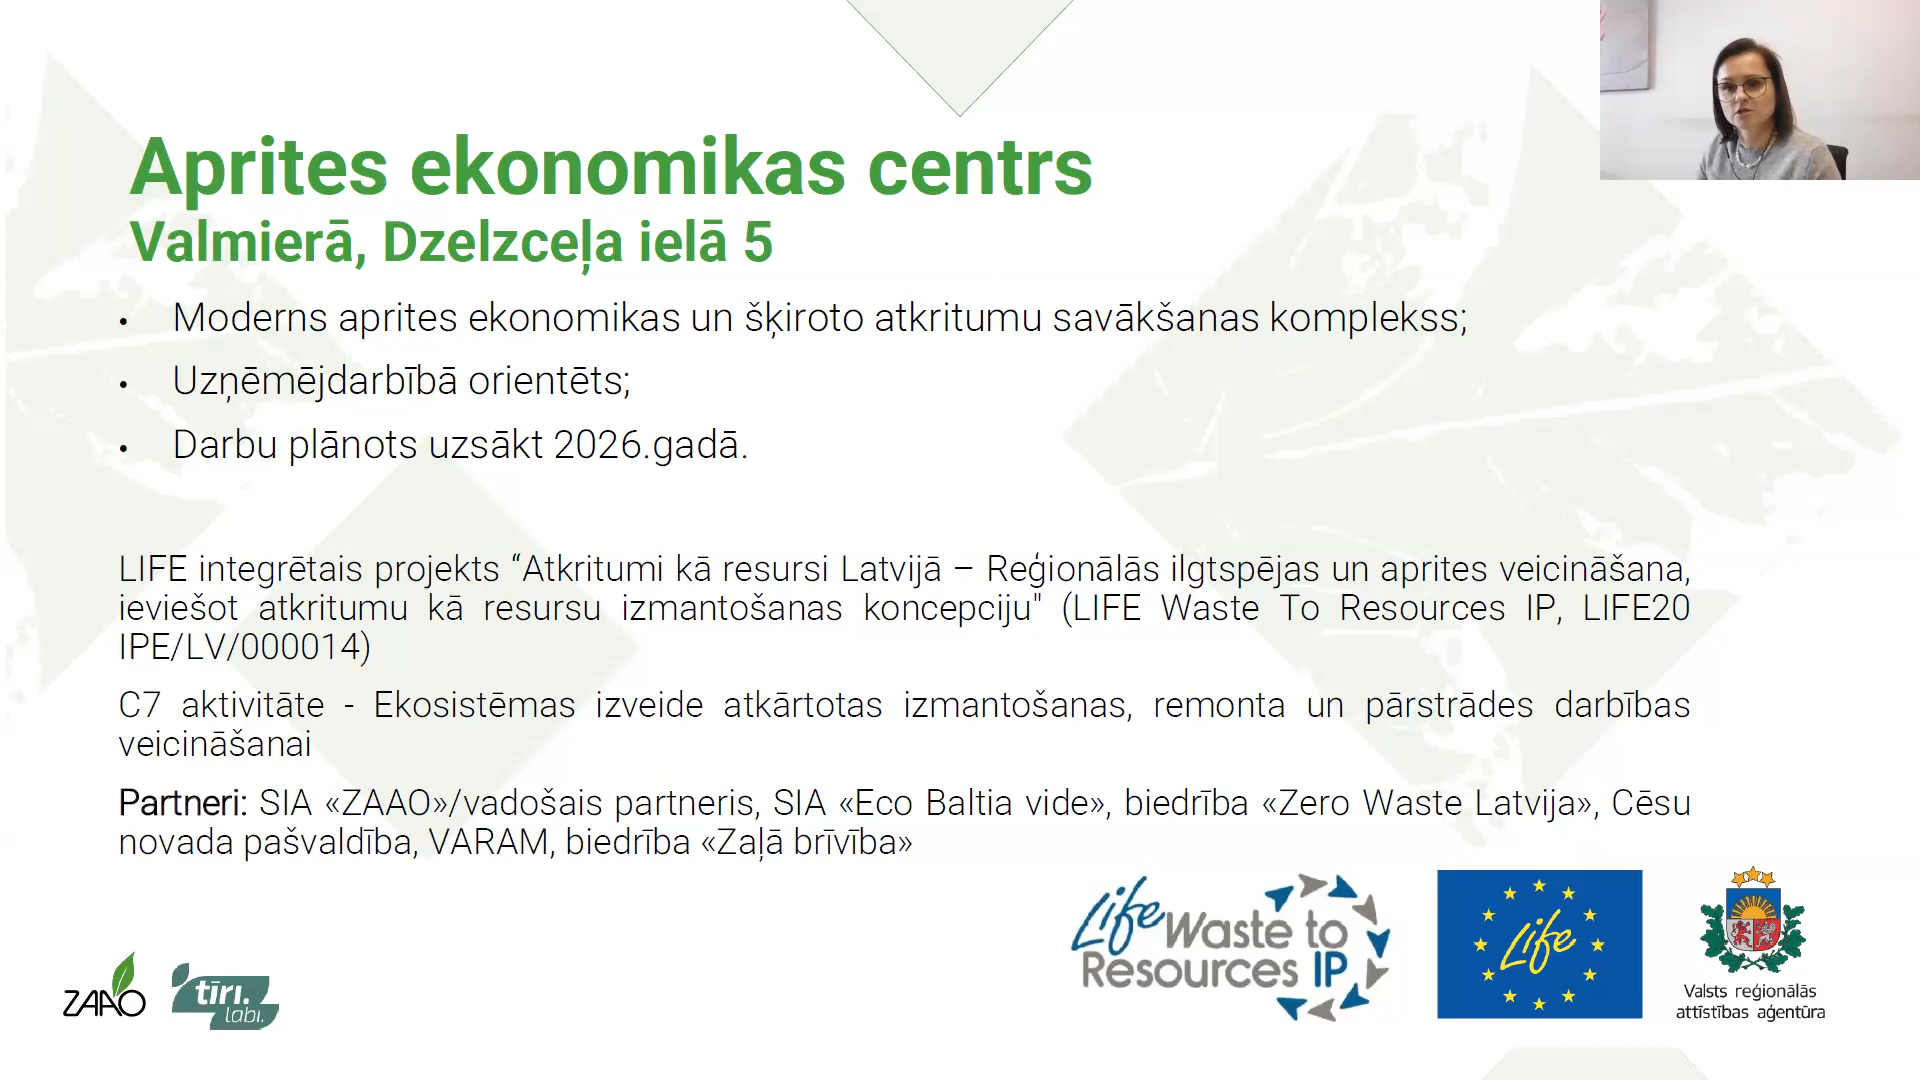 Aprites ekonomikas centrs
Valmierā, Dzelzceļa ielā 5
• Moderns aprites ekonomikas un šķiroto atkritumu savākšanas komplekss;
• Uzņēmējdarbībā orientēts;
• Darbu plānots uzsākt 2026.gadā.
LIFE integrētais projekts “Atkritumi kā resursi Latvijā – Reģionālās ilgtspējas un aprites veicināšana,
ieviešot atkritumu kā resursu izmantošanas koncepciju" (LIFE Waste To Resources IP, LIFE20
IPE/LV/000014)
C7 aktivitāte - Ekosistēmas izveide atkārtotas izmantošanas, remonta un pārstrādes darbības
veicināšanai
Partneri: SIA «ZAAO»/vadošais partneris, SIA «Eco Baltia vide», biedrība «Zero Waste Latvija», Cēsu
novada pašvaldība, VARAM, biedrība «Zaļā brīvība»
ZAAO
tīri.
labi.
Life Waste to
Resources IP
Life
Valsts reģionālās
attīstības aģentūra